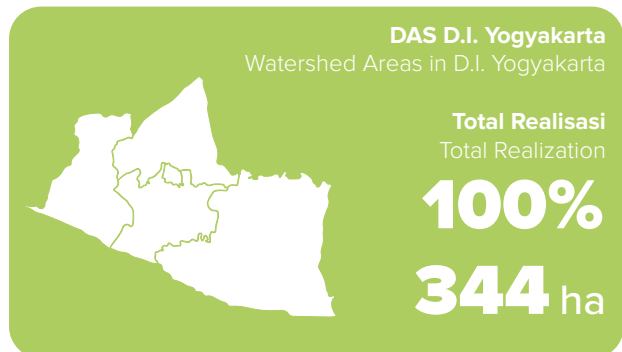 DAS D.I. Yogyakarta
Watershed Areas in D.I. Yogyakarta
Total Realisasi
Total Realization
100%
344 ha